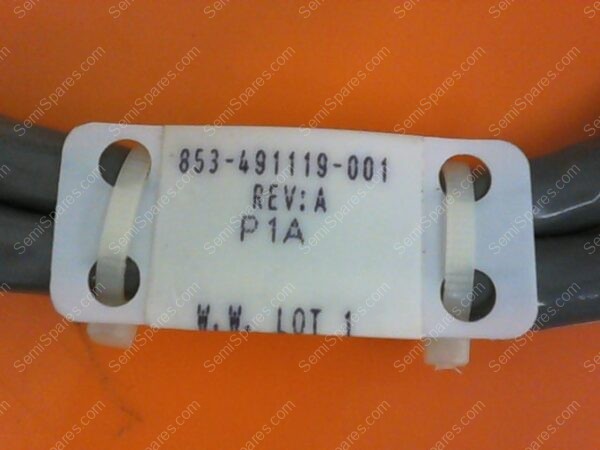 853-491119-001
REV:A
P1A
W.W. LOT 1
SemiSpares.com